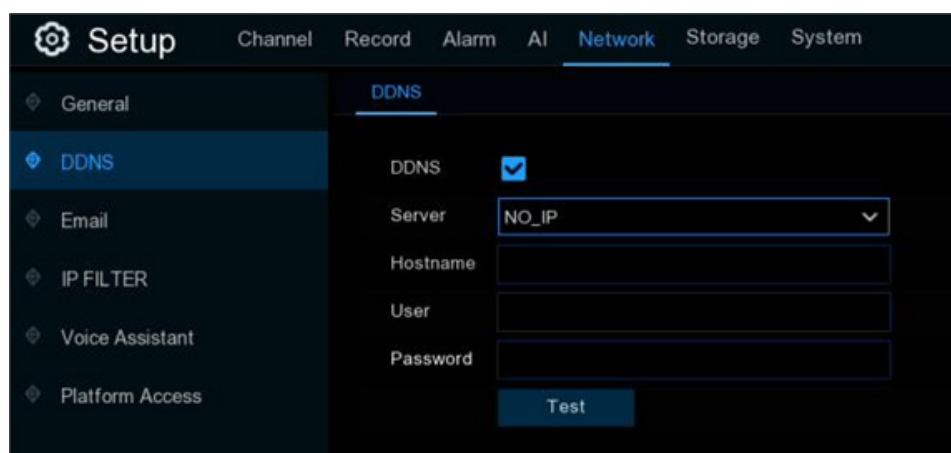 Setup Channel Record Alarm AI Network Storage System
General
DDNS
Email
IP FILTER
Voice Assistant
Platform Access
DDNS
DDNS
Server NO_IP
Hostname
User
Password
Test